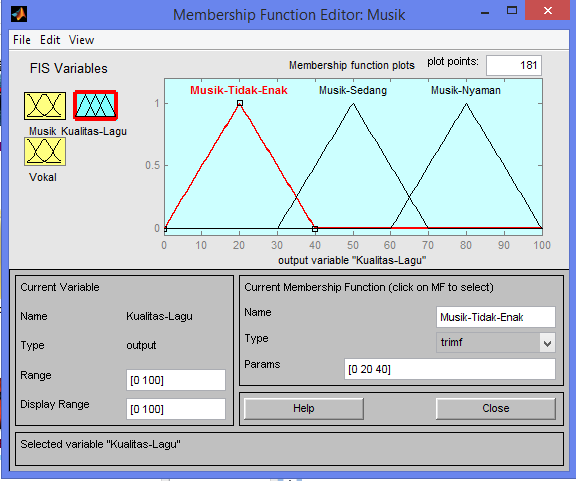 Membership Function Editor: Musik
File Edit View
FIS Variables
Musik Kualitas-Lagu
Vokal
Membership function plots plot points: 181
Musik-Tidak-Enak Musik-Sedang Musik-Nyaman
1
0.5
0
0 10 20 30 40 50 60 70 80 90 100
output variable "Kualitas-Lagu"
Current Variable
Name Kualitas-Lagu
Type output
Range [0 100]
Display Range [0 100]
Current Membership Function (click on MF to select)
Name Musik-Tidak-Enak
Type trimf
Params [0 20 40]
Help Close
Selected variable "Kualitas-Lagu"